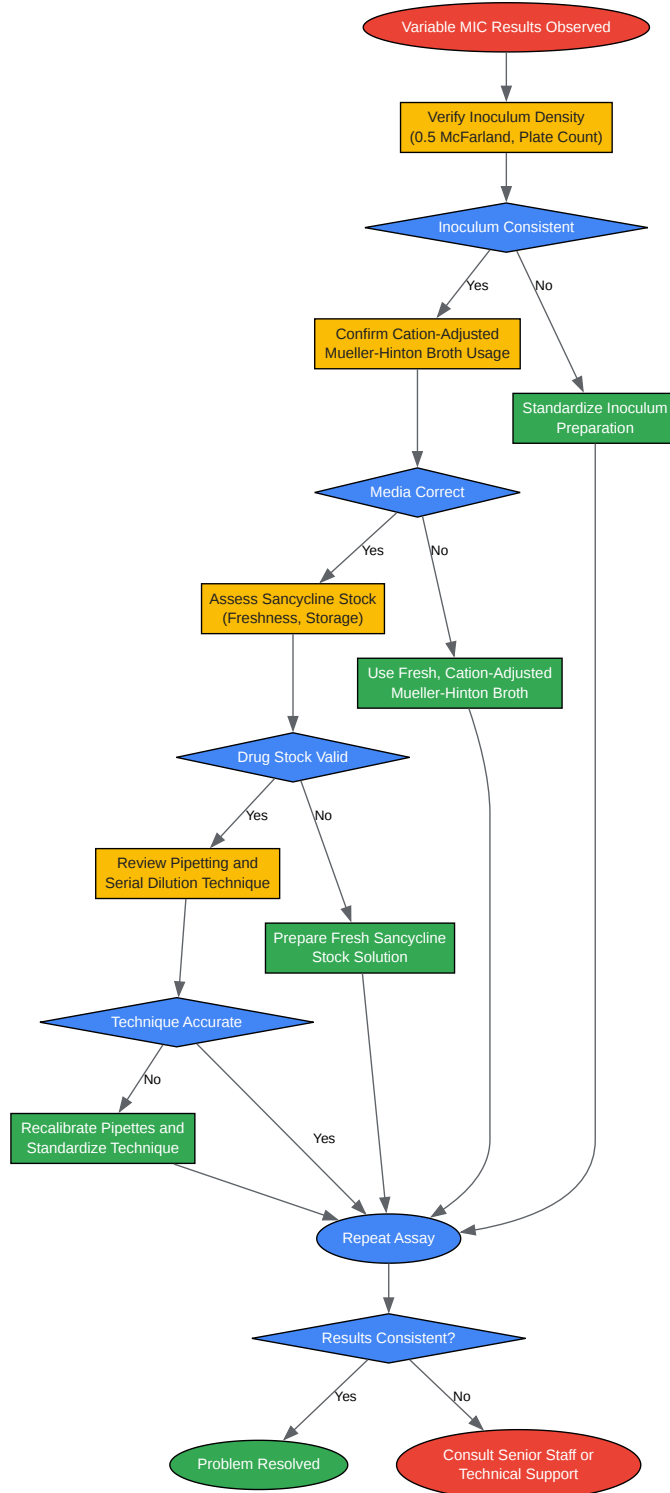 Variable MIC Results Observed
Verify Inoculum Density
(0.5 McFarland, Plate Count)
Inoculum Consistent
Yes
No
Confirm Cation-Adjusted
Mueller-Hinton Broth Usage
Standardize Inoculum
Preparation
Media Correct
Yes
No
Assess Sancycline Stock
(Freshness, Storage)
Use Fresh, Cation-Adjusted
Mueller-Hinton Broth
Drug Stock Valid
Yes
No
Review Pipetting and
Serial Dilution Technique
Prepare Fresh Sancycline
Stock Solution
Technique Accurate
No
Yes
Recalibrate Pipettes and
Standardize Technique
Repeat Assay
Results Consistent?
Yes
No
Problem Resolved
Consult Senior Staff or
Technical Support